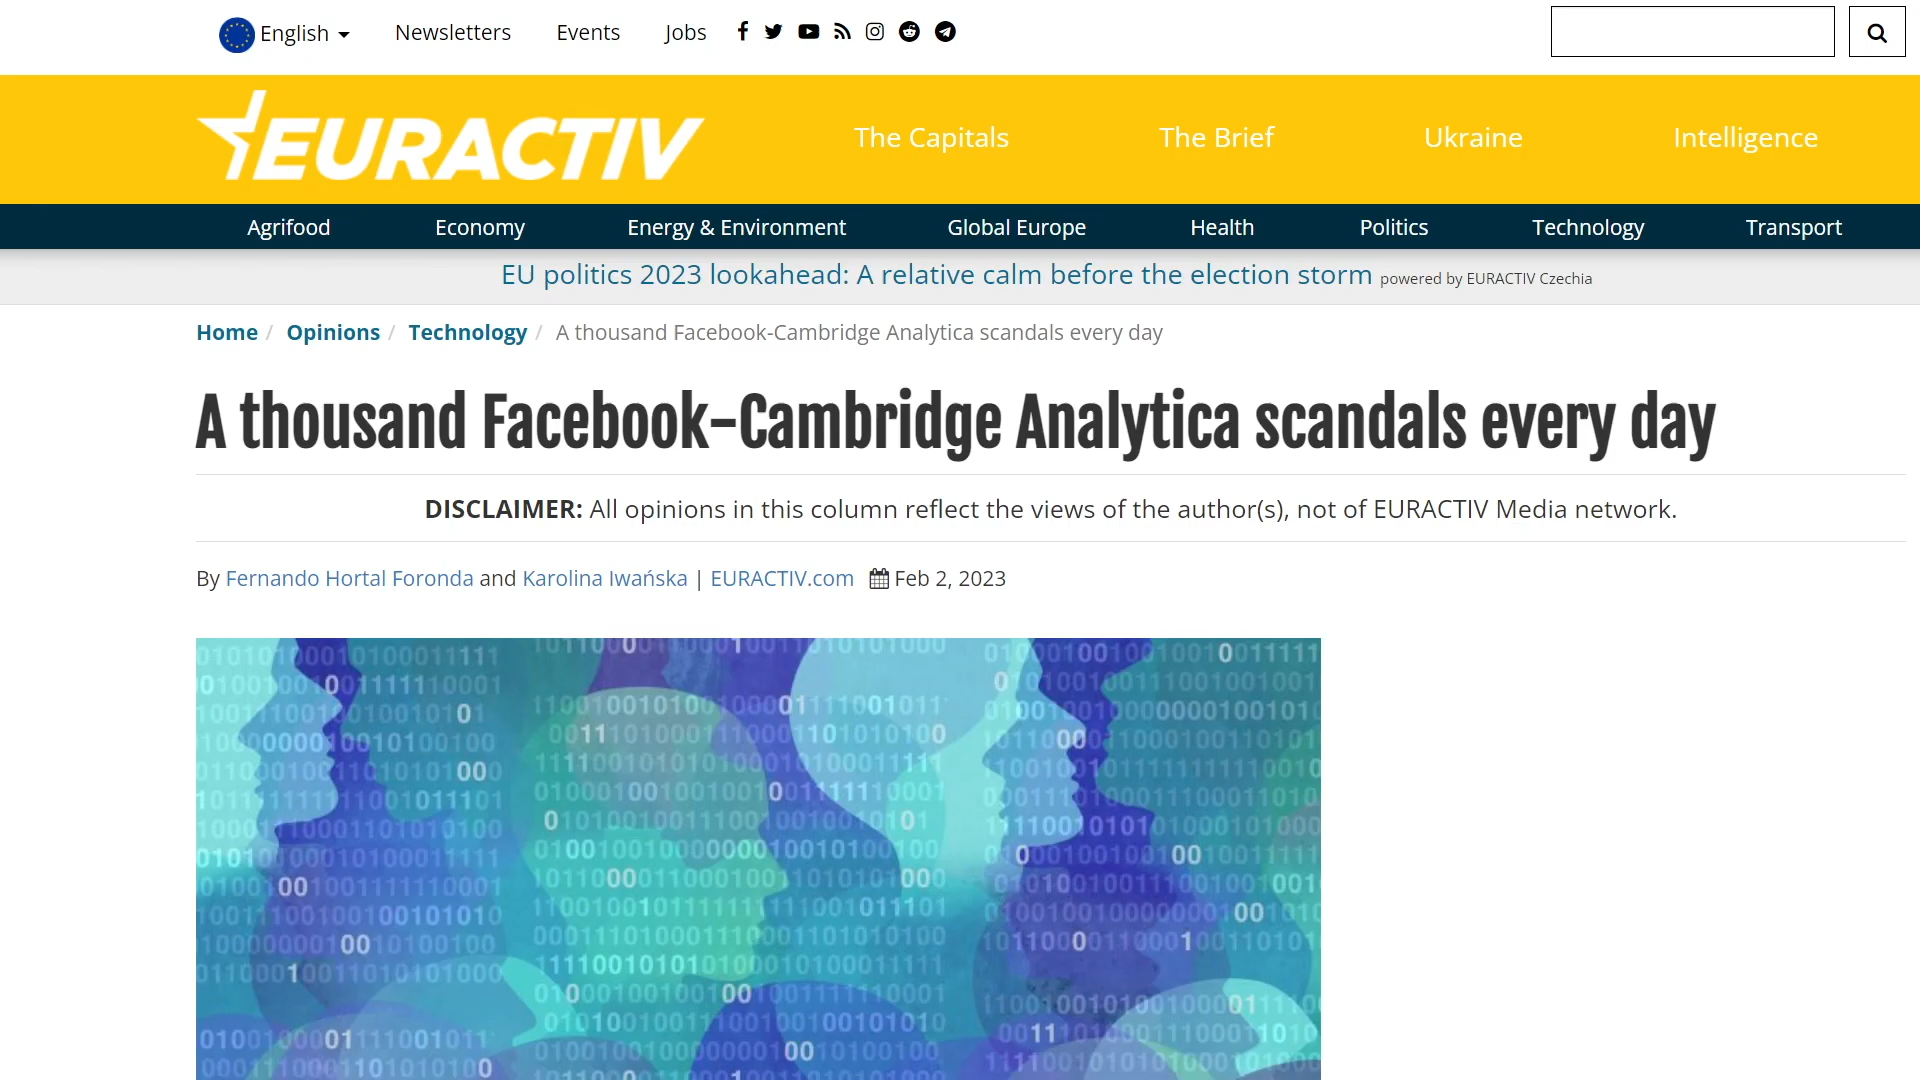 English Newsletters Events Jobs
EURACTIV The Capitals The Brief Ukraine Intelligence
Agrifood Economy Energy & Environment Global Europe Health Politics Technology Transport
EU politics 2023 lookahead: A relative calm before the election storm powered by EURACTIV Czechia
Home / Opinions / Technology / A thousand Facebook-Cambridge Analytica scandals every day
A thousand Facebook-Cambridge Analytica scandals every day
DISCLAIMER: All opinions in this column reflect the views of the author(s), not of EURACTIV Media network.
By Fernando Hortal Foronda and Karolina Iwańska | EURACTIV.com Feb 2, 2023